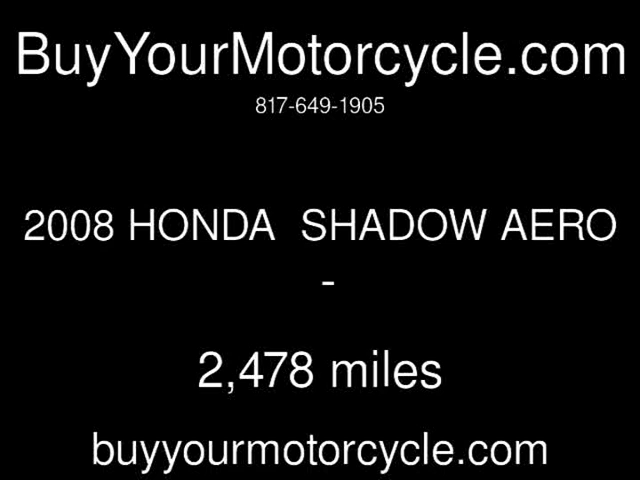 BuyYourMotorcycle.com
817-649-1905
2008 HONDA  SHADOW AERO
-
2,478 miles
buyyourmotorcycle.com